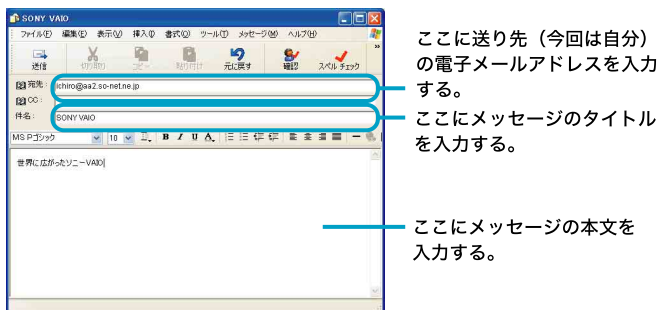 SONY VAIO
ファイル(F) 編集(E) 表示(V) 挿入(I) 書式(O) ツール(T) メッセージ(M) ヘルプ(H)
送信 切り取り コピー 貼り付け 元に戻す 確認 スペル チェック
宛先: ichiro@aa2.so-net.ne.jp
CC:
件名: SONY VAIO
MS Pゴシック 10 B I U A
世界に広がったソニーVAIO
ここに送り先(今回は自分)
の電子メールアドレスを入力
する。
ここにメッセージのタイトル
を入力する。
ここにメッセージの本文を
入力する。